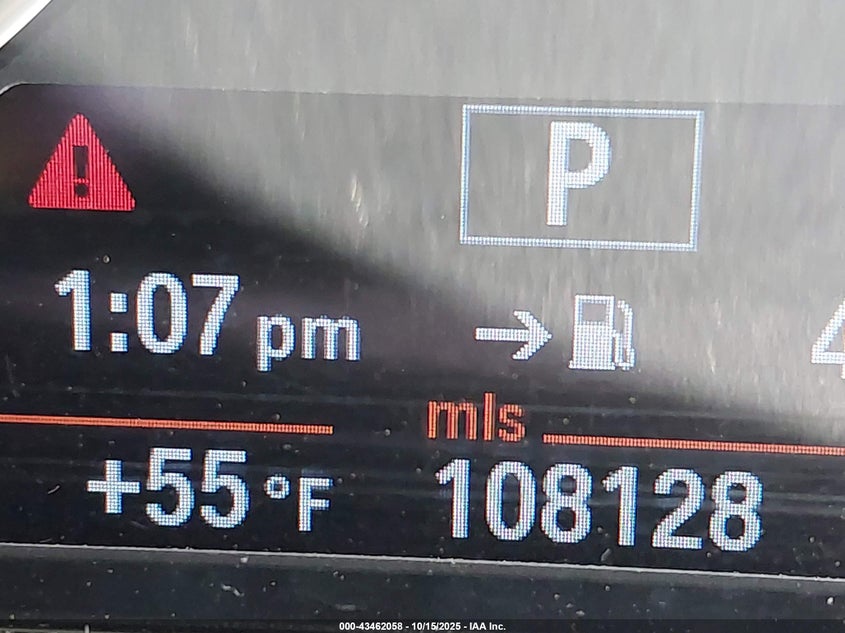 P
1:07 pm
mls
+55 °F
108128
000-43462058 - 10/15/2025 - IAA Inc.